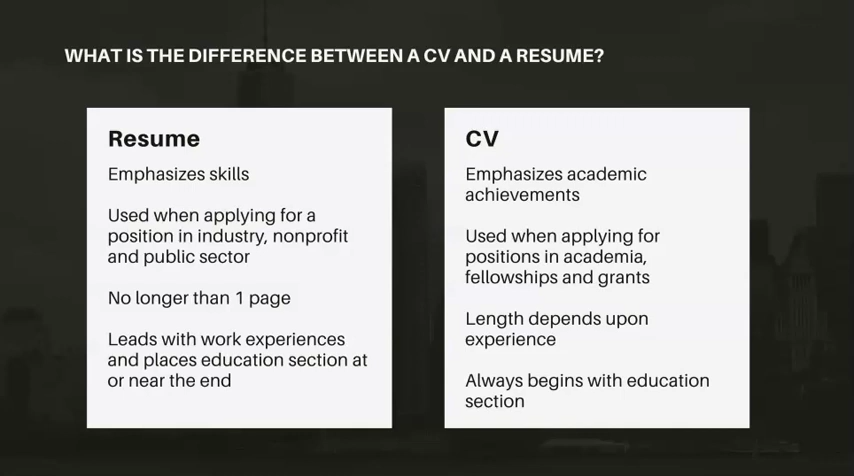 WHAT IS THE DIFFERENCE BETWEEN A CV AND A RESUME?
Resume
Emphasizes skills
Used when applying for a
position in industry, nonprofit
and public sector
No longer than 1 page
Leads with work experiences
and places education section at
or near the end
CV
Emphasizes academic
achievements
Used when applying for
positions in academia,
fellowships and grants
Length depends upon
experience
Always begins with education
section